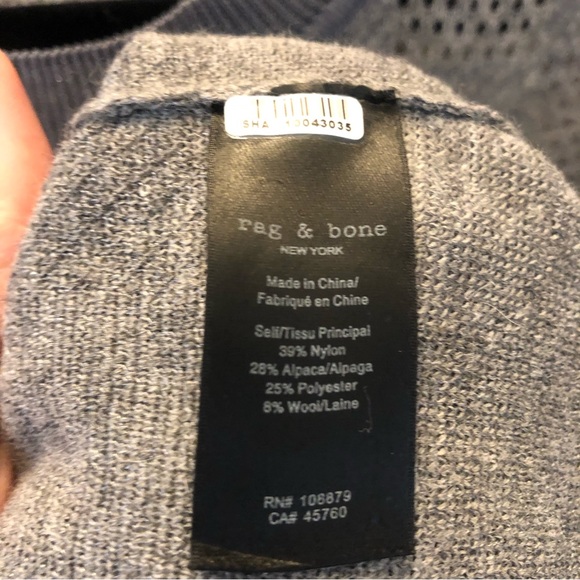 SHA 10043035
rag & bone
NEW YORK
Made in China/
Fabriqué en Chine
Self/Tissu Principal
39% Nylon
28% Alpaca/Alpaga
25% Polyester
8% Wool/Laine
RN# 108879
CA# 45760